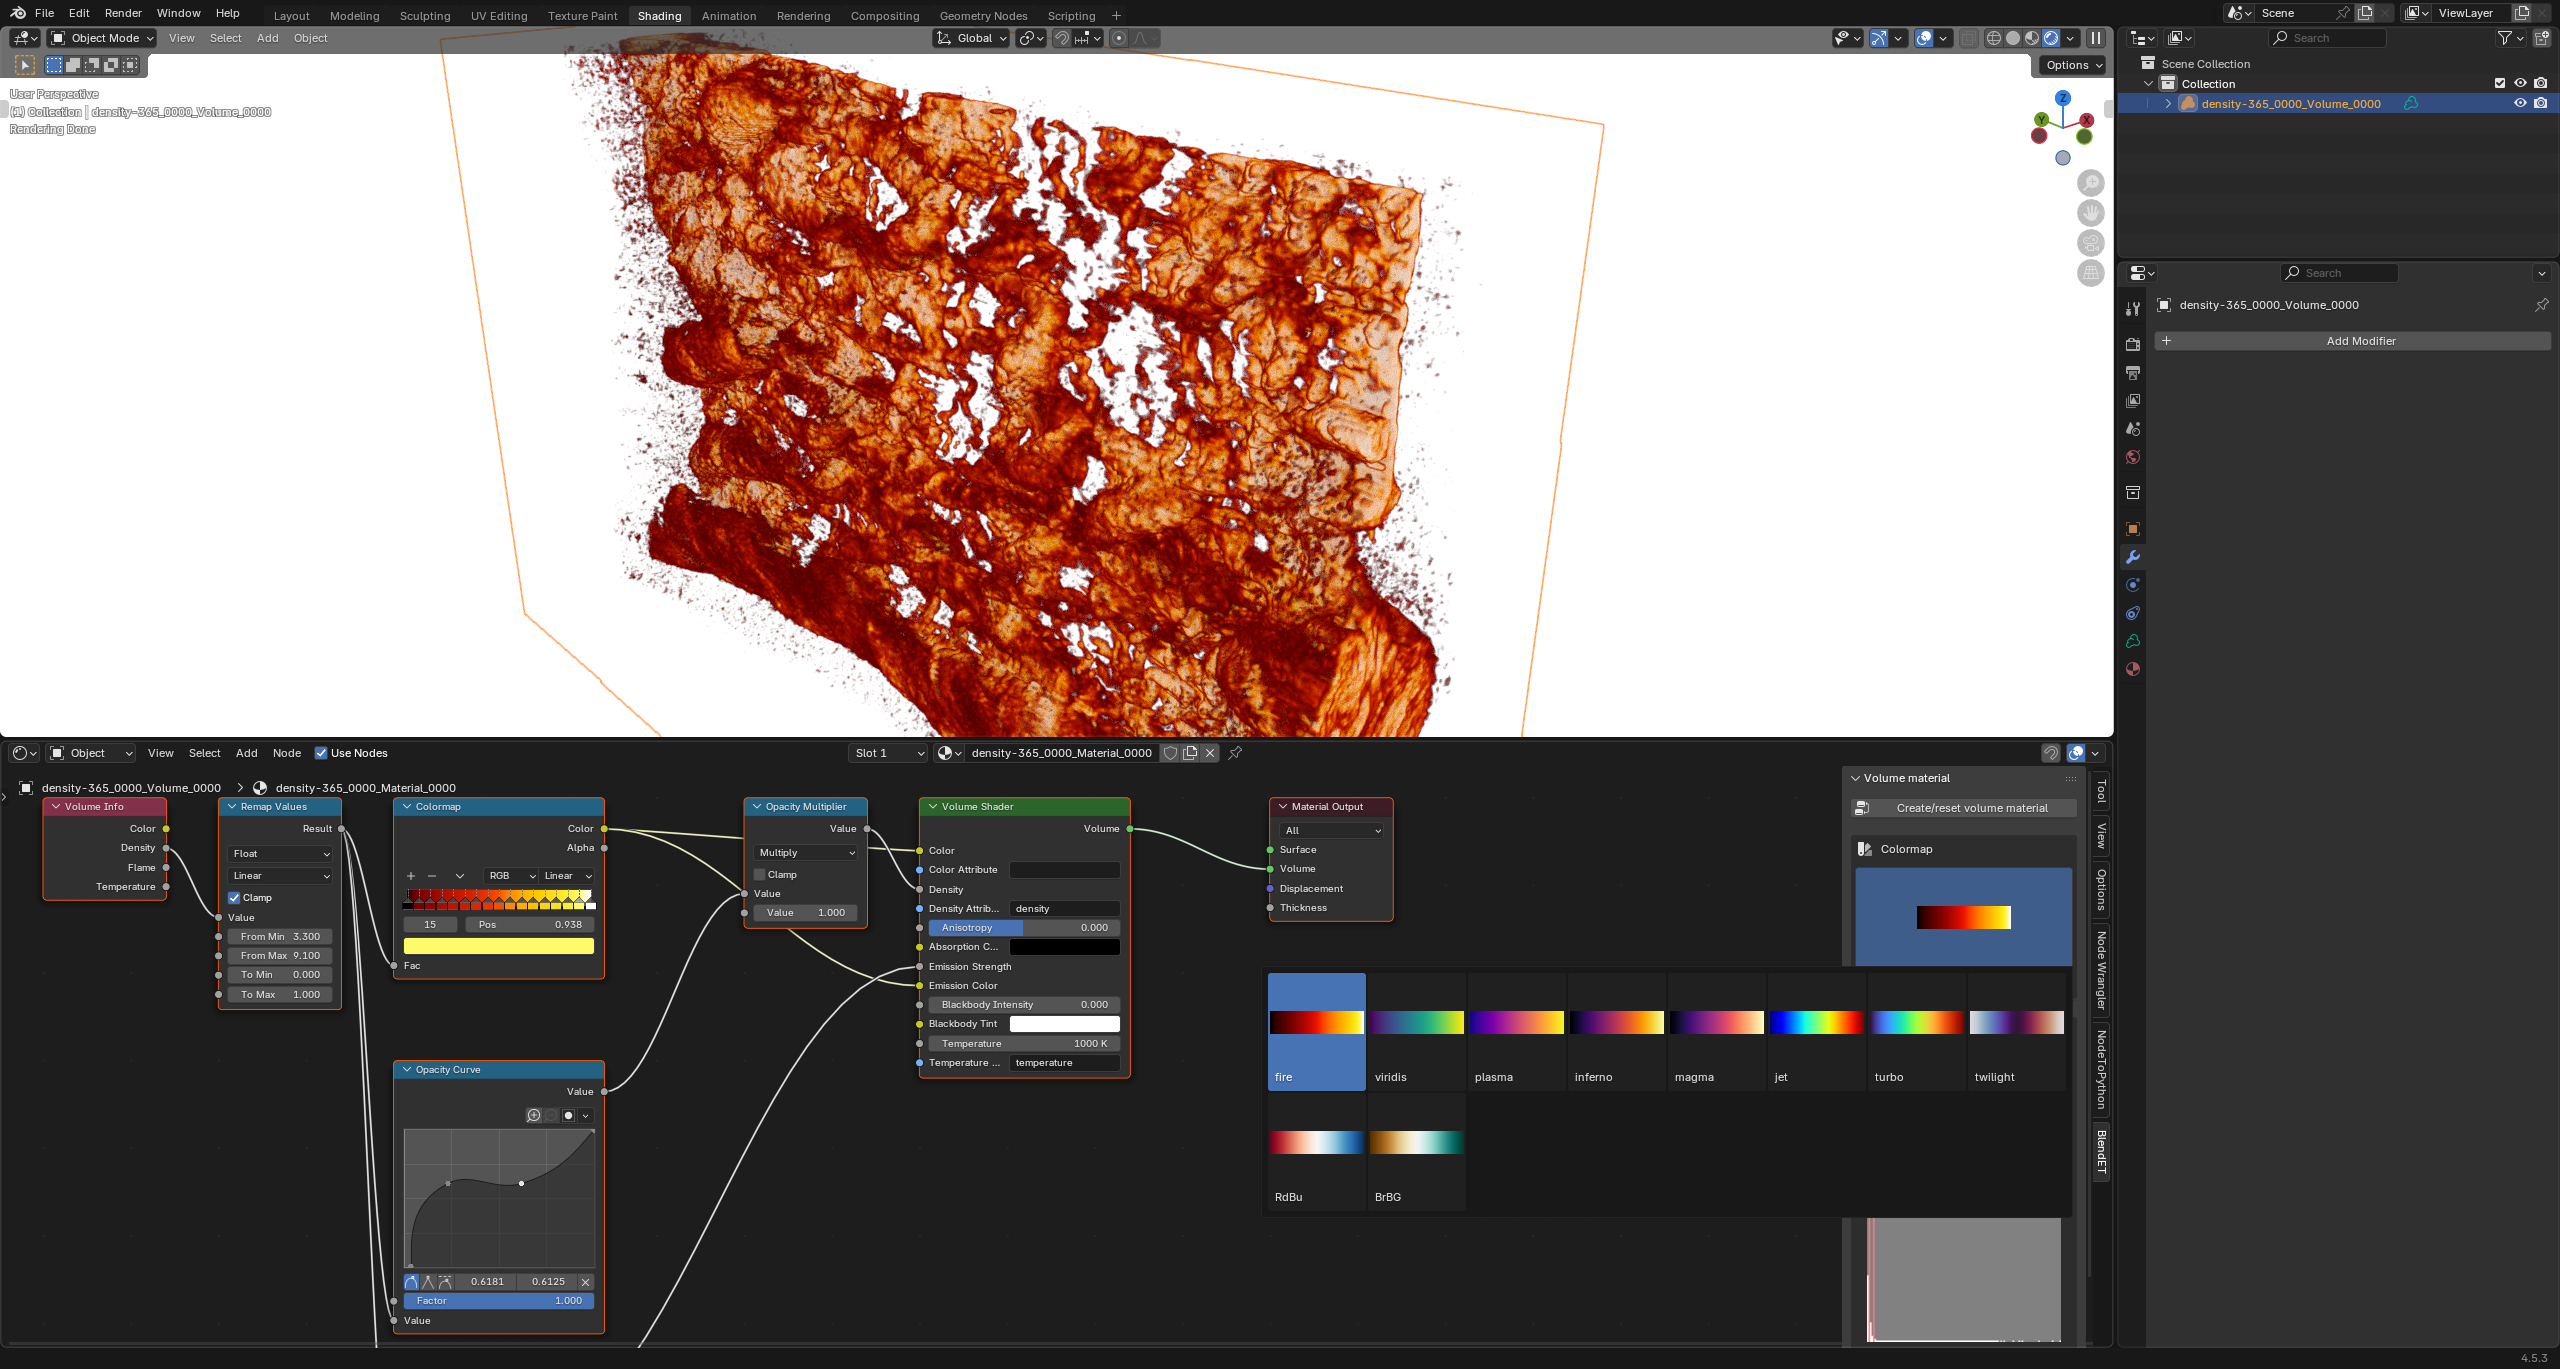 File Edit Render Window Help
Layout Modeling Sculpting UV Editing Texture Paint Shading Animation Rendering Compositing Geometry Nodes Scripting +
Scene
ViewLayer
Object Mode View Select Add Object
Global
Options
User Perspective
(1) Collection | density-365_0000_Volume_0000
Rendering Done
Z
Y
X
Search
Scene Collection
Collection
density-365_0000_Volume_0000
Search
density-365_0000_Volume_0000
+ Add Modifier
Object View Select Add Node Use Nodes
Slot 1
density-365_0000_Material_0000
density-365_0000_Volume_0000 > density-365_0000_Material_0000
Volume Info
Color
Density
Flame
Temperature
Remap Values
Result
Float
Linear
Clamp
Value
From Min 3.300
From Max 9.100
To Min 0.000
To Max 1.000
Colormap
Color
Alpha
RGB
Linear
15
Pos 0.938
Fac
Opacity Curve
Value
0.6181
0.6125
Factor 1.000
Value
Opacity Multiplier
Value
Multiply
Clamp
Value
Value 1.000
Volume Shader
Volume
Color
Color Attribute
Density
Density Attrib... density
Anisotropy 0.000
Absorption C...
Emission Strength
Emission Color
Blackbody Intensity 0.000
Blackbody Tint
Temperature 1000 K
Temperature ... temperature
Material Output
All
Surface
Volume
Displacement
Thickness
Volume material
Create/reset volume material
Colormap
fire
viridis
plasma
inferno
magma
jet
turbo
twilight
RdBu
BrBG
Tool
View
Options
Node Wrangler
NodeToPython
BlendET
4.5.3